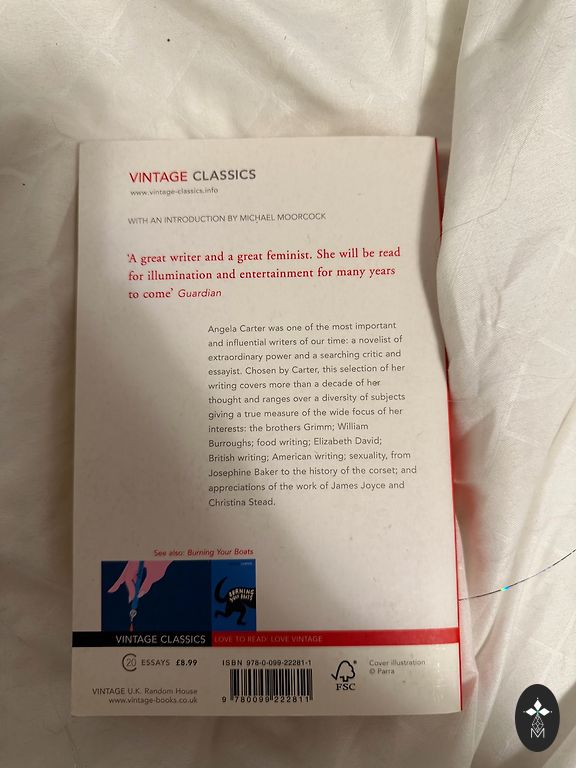 VINTAGE CLASSICS
www.vintage-classics.info
WITH AN INTRODUCTION BY MICHAEL MOORCOCK
'A great writer and a great feminist. She will be read
for illumination and entertainment for many years
to come' Guardian
Angela Carter was one of the most important
and influential writers of our time: a novelist of
extraordinary power and a searching critic and
essayist. Chosen by Carter, this selection of her
writing covers more than a decade of her
thought and ranges over a diversity of subjects
giving a true measure of the wide focus of her
interests: the brothers Grimm; William
Burroughs; food writing; Elizabeth David;
British writing; American writing; sexuality, from
Josephine Baker to the history of the corset; and
appreciations of the work of James Joyce and
Christina Stead.
See also: Burning Your Boats
BURNING
YOUR BOATS
VINTAGE CLASSICS LOVE TO READ: LOVE VINTAGE
C20 ESSAYS £8.99
ISBN 978-0-099-22281-1
VINTAGE U.K. Random House
www.vintage-books.co.uk
9 780099 222811
FSC
Cover illustration
© Parra